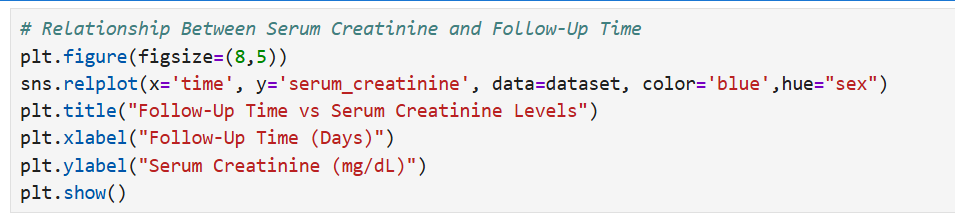 # Relationship Between Serum Creatinine and Follow-Up Time
plt.figure(figsize=(8,5))
sns.relplot(x='time', y='serum_creatinine', data=dataset, color='blue',hue="sex")
plt.title("Follow-Up Time vs Serum Creatinine Levels")
plt.xlabel("Follow-Up Time (Days)")
plt.ylabel("Serum Creatinine (mg/dL)")
plt.show()